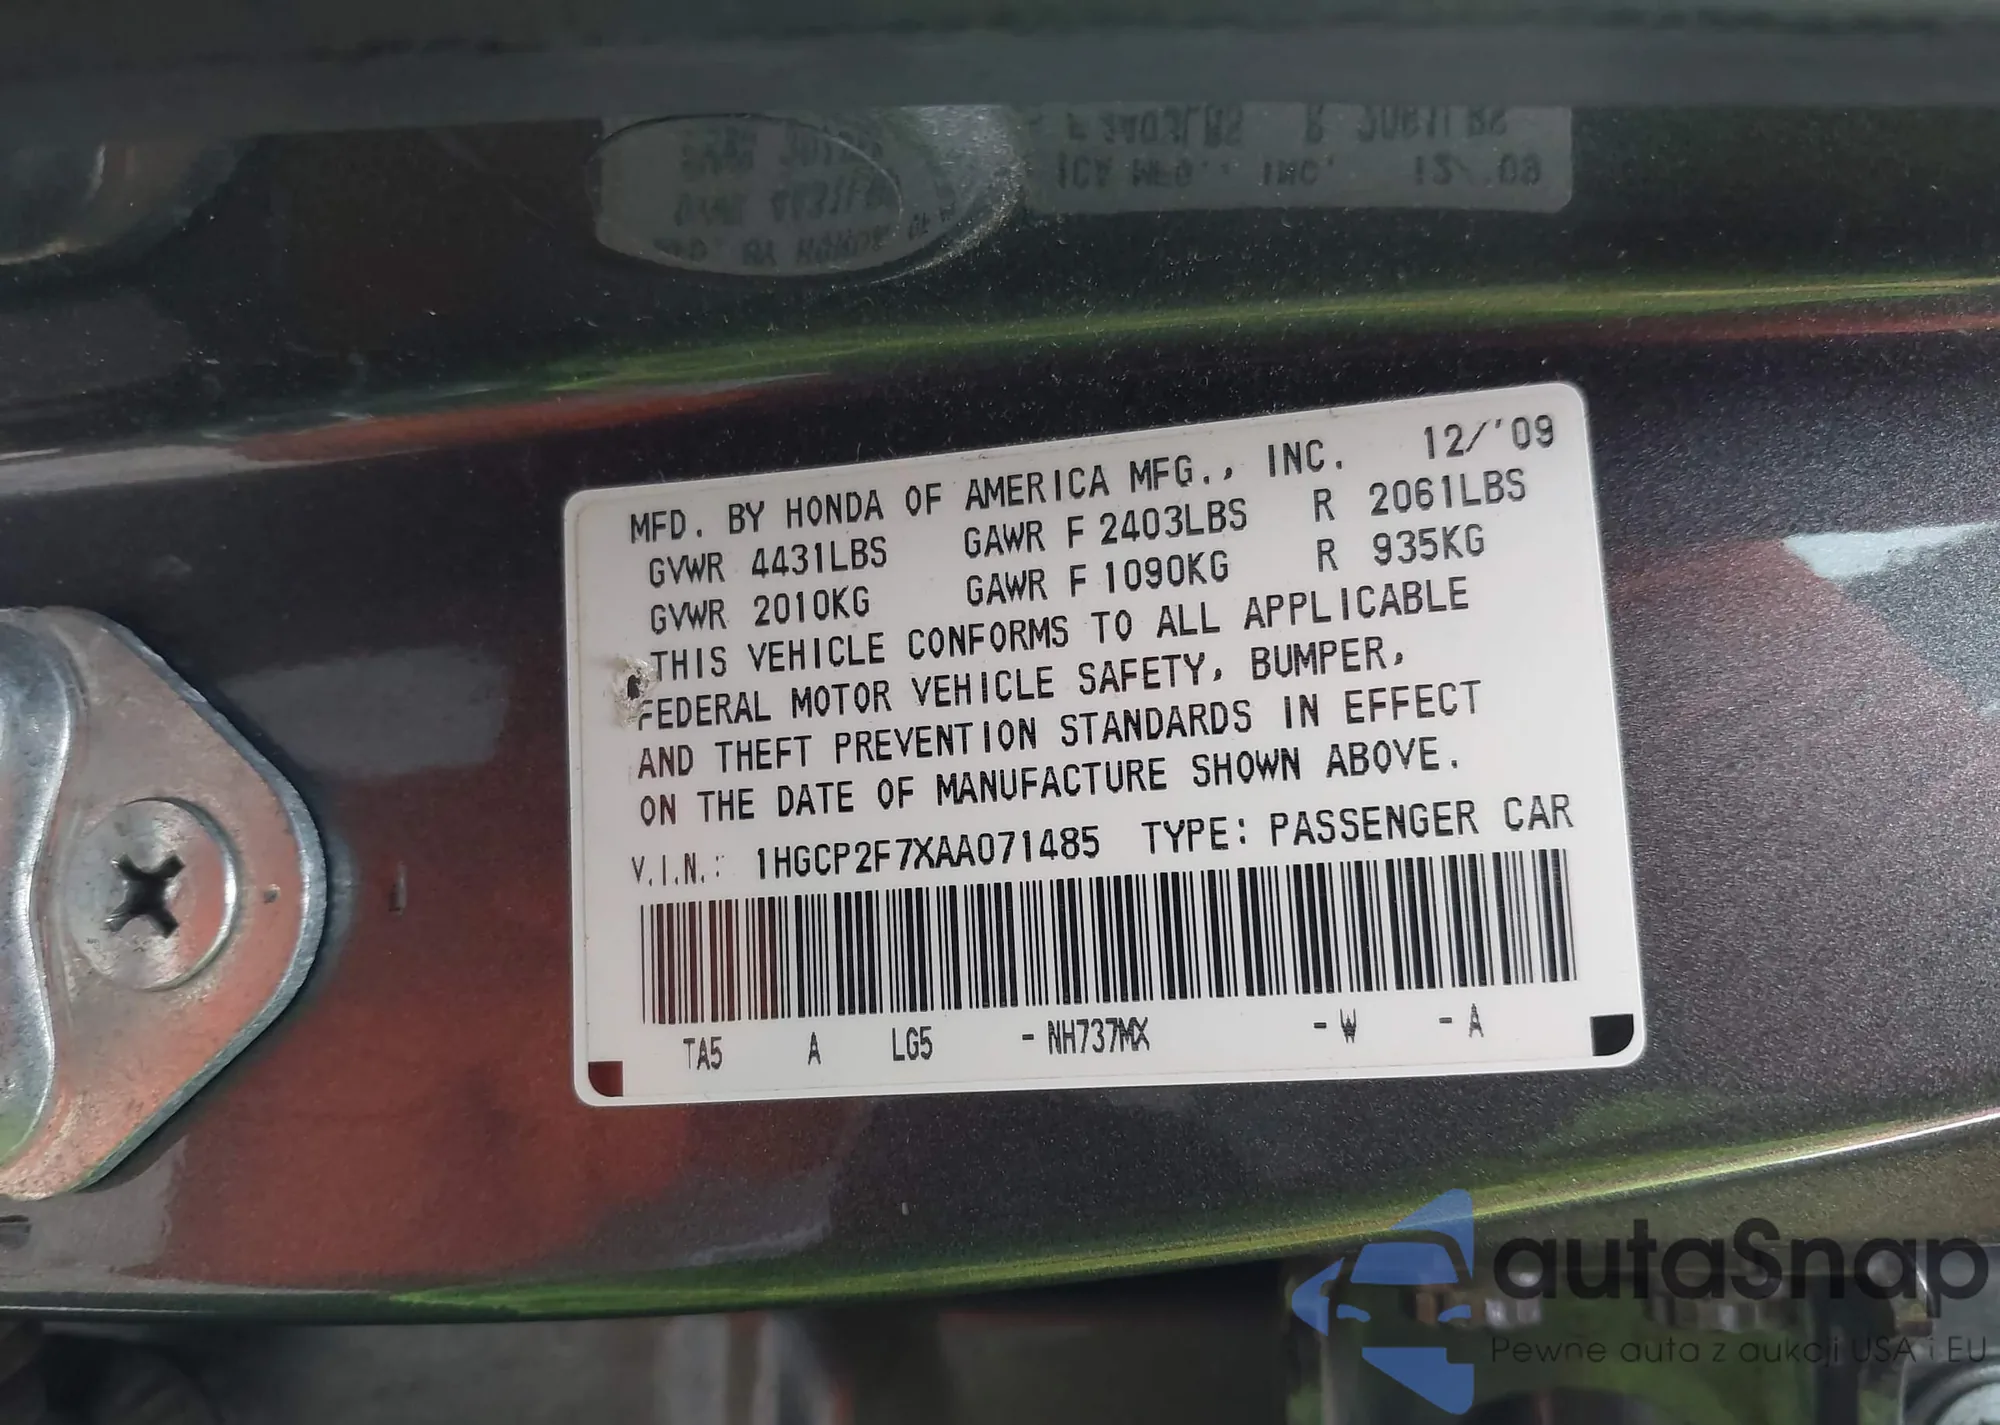 MFD. BY HONDA OF AMERICA MFG., INC. 12/'09
GVWR 4431LBS GAWR F 2403LBS R 2061LBS
GVWR 2010KG GAWR F 1090KG R 935KG
THIS VEHICLE CONFORMS TO ALL APPLICABLE
FEDERAL MOTOR VEHICLE SAFETY, BUMPER,
AND THEFT PREVENTION STANDARDS IN EFFECT
ON THE DATE OF MANUFACTURE SHOWN ABOVE.
V.I.N.: 1HGCP2F7XAA071485 TYPE: PASSENGER CAR
TA5 A LG5 - NH737MX - W - A
autaSnap
Pewne auta z aukcji USA i EU